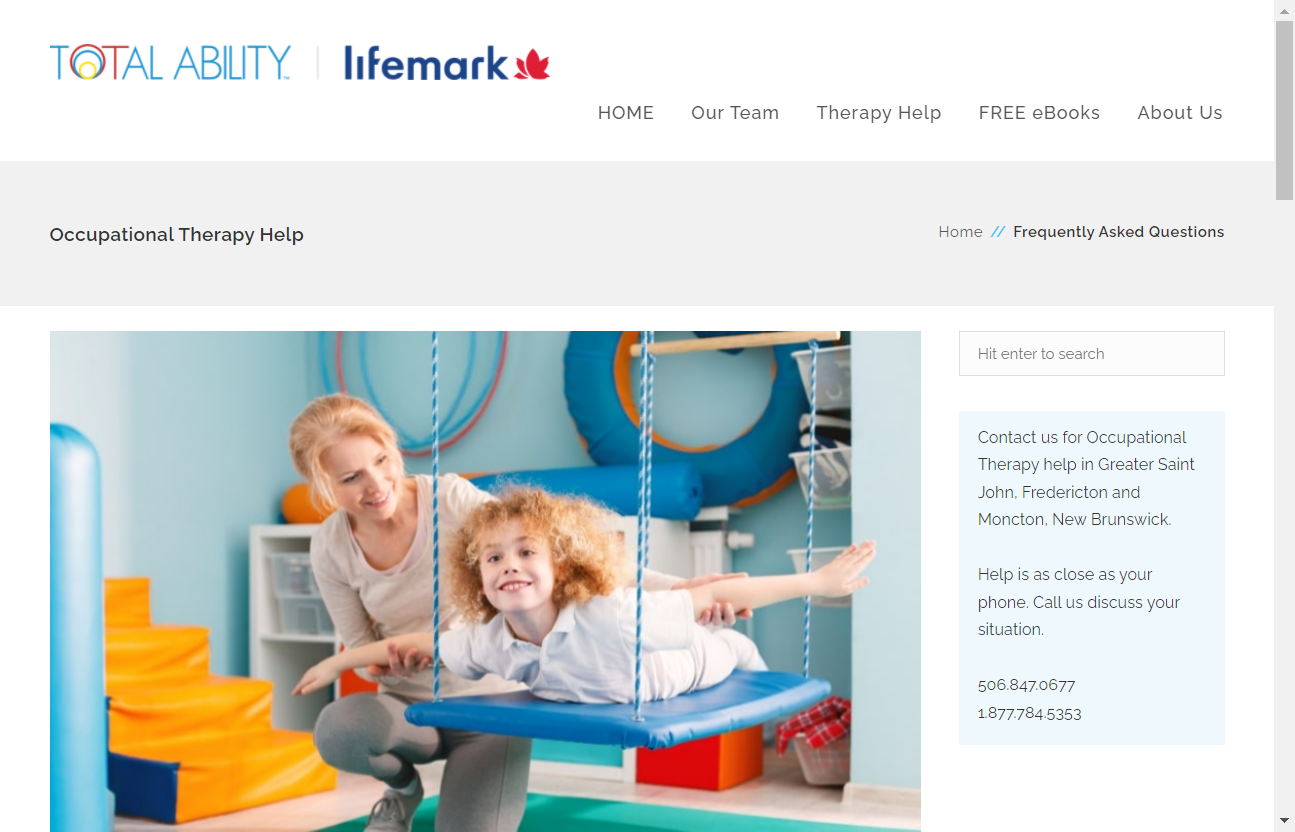 TOTAL ABILITY™ | lifemark
HOME Our Team Therapy Help FREE eBooks About Us
Occupational Therapy Help
Home // Frequently Asked Questions
Hit enter to search
Contact us for Occupational
Therapy help in Greater Saint
John, Fredericton and
Moncton, New Brunswick.
Help is as close as your
phone. Call us discuss your
situation.
506.847.0677
1.877.784.5353